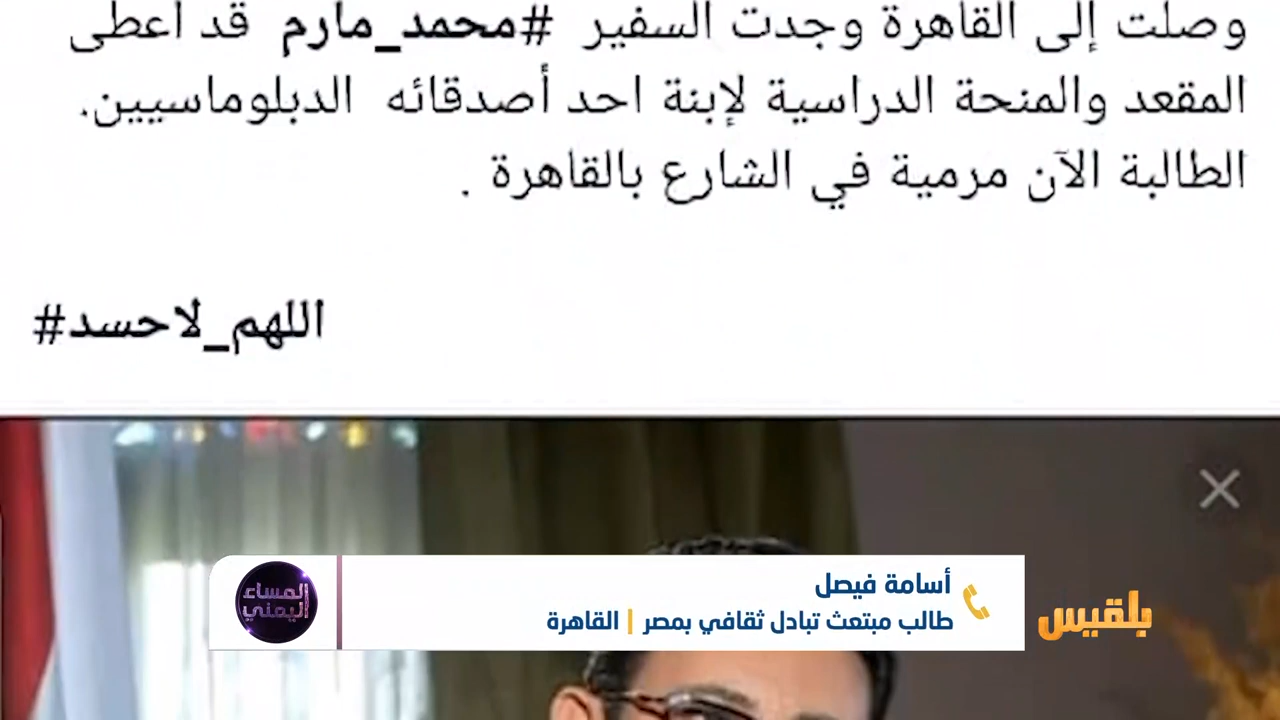 وصلت إلى القاهرة وجدت السفير #محمد_مارم قد أعطى
المقعد والمنحة الدراسية لإبنة احد أصدقائه الدبلوماسيين.
الطالبة الآن مرمية في الشارع بالقاهرة .
#اللهم_لاحسد
أسامة فيصل
طالب مبتعث تبادل ثقافي بمصر | القاهرة
المساء
اليمني
بلقيس